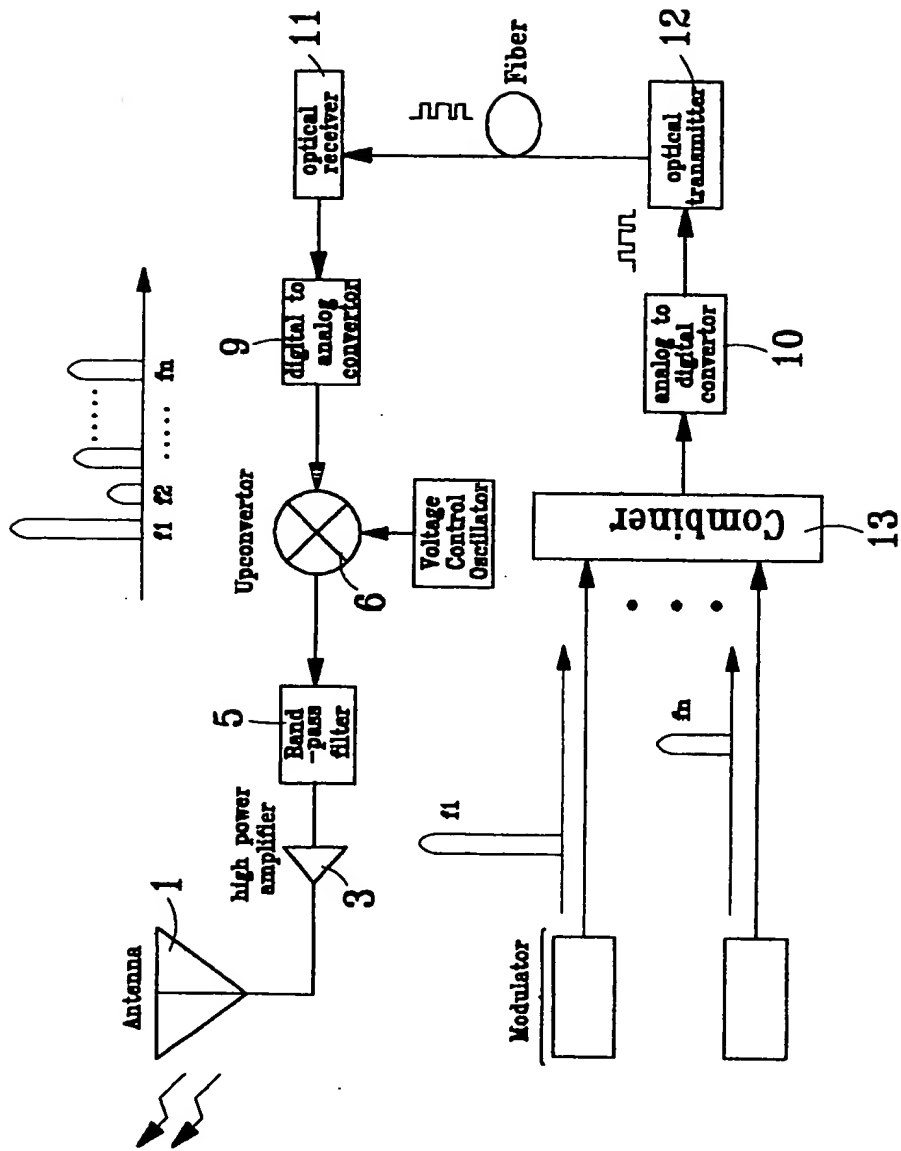 Antenna
1
high power
amplifier
3
5
Band
-pass
filter
Upconvertor
6
Voltage
Control
Oscillator
9
digital to
analog
convertor
optical
receiver
11
f1
f2
.....
.....
fn
Fiber
Modulator
f1
fn
Combiner
13
analog to
digital
convertor
10
optical
transmitter
12